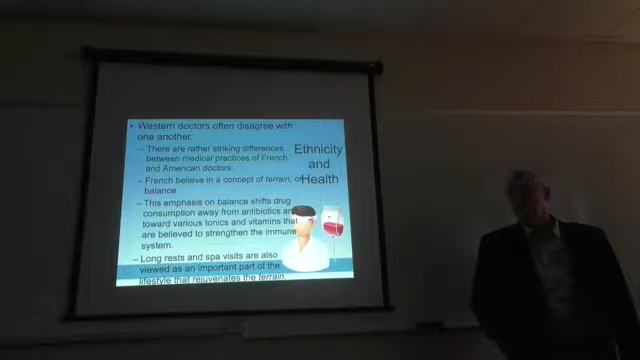 • Western doctors often disagree with
one another.
– There are rather striking differences
between medical practices of French
and American doctors.
– French believe in a concept of terrain, or
balance
– This emphasis on balance shifts drug
consumption away from antibiotics and
toward various tonics and vitamins that
are believed to strengthen the immune
system.
– Long rests and spa visits are also
viewed as an important part of the
lifestyle that rejuvenates the terrain.
Ethnicity
and
Health